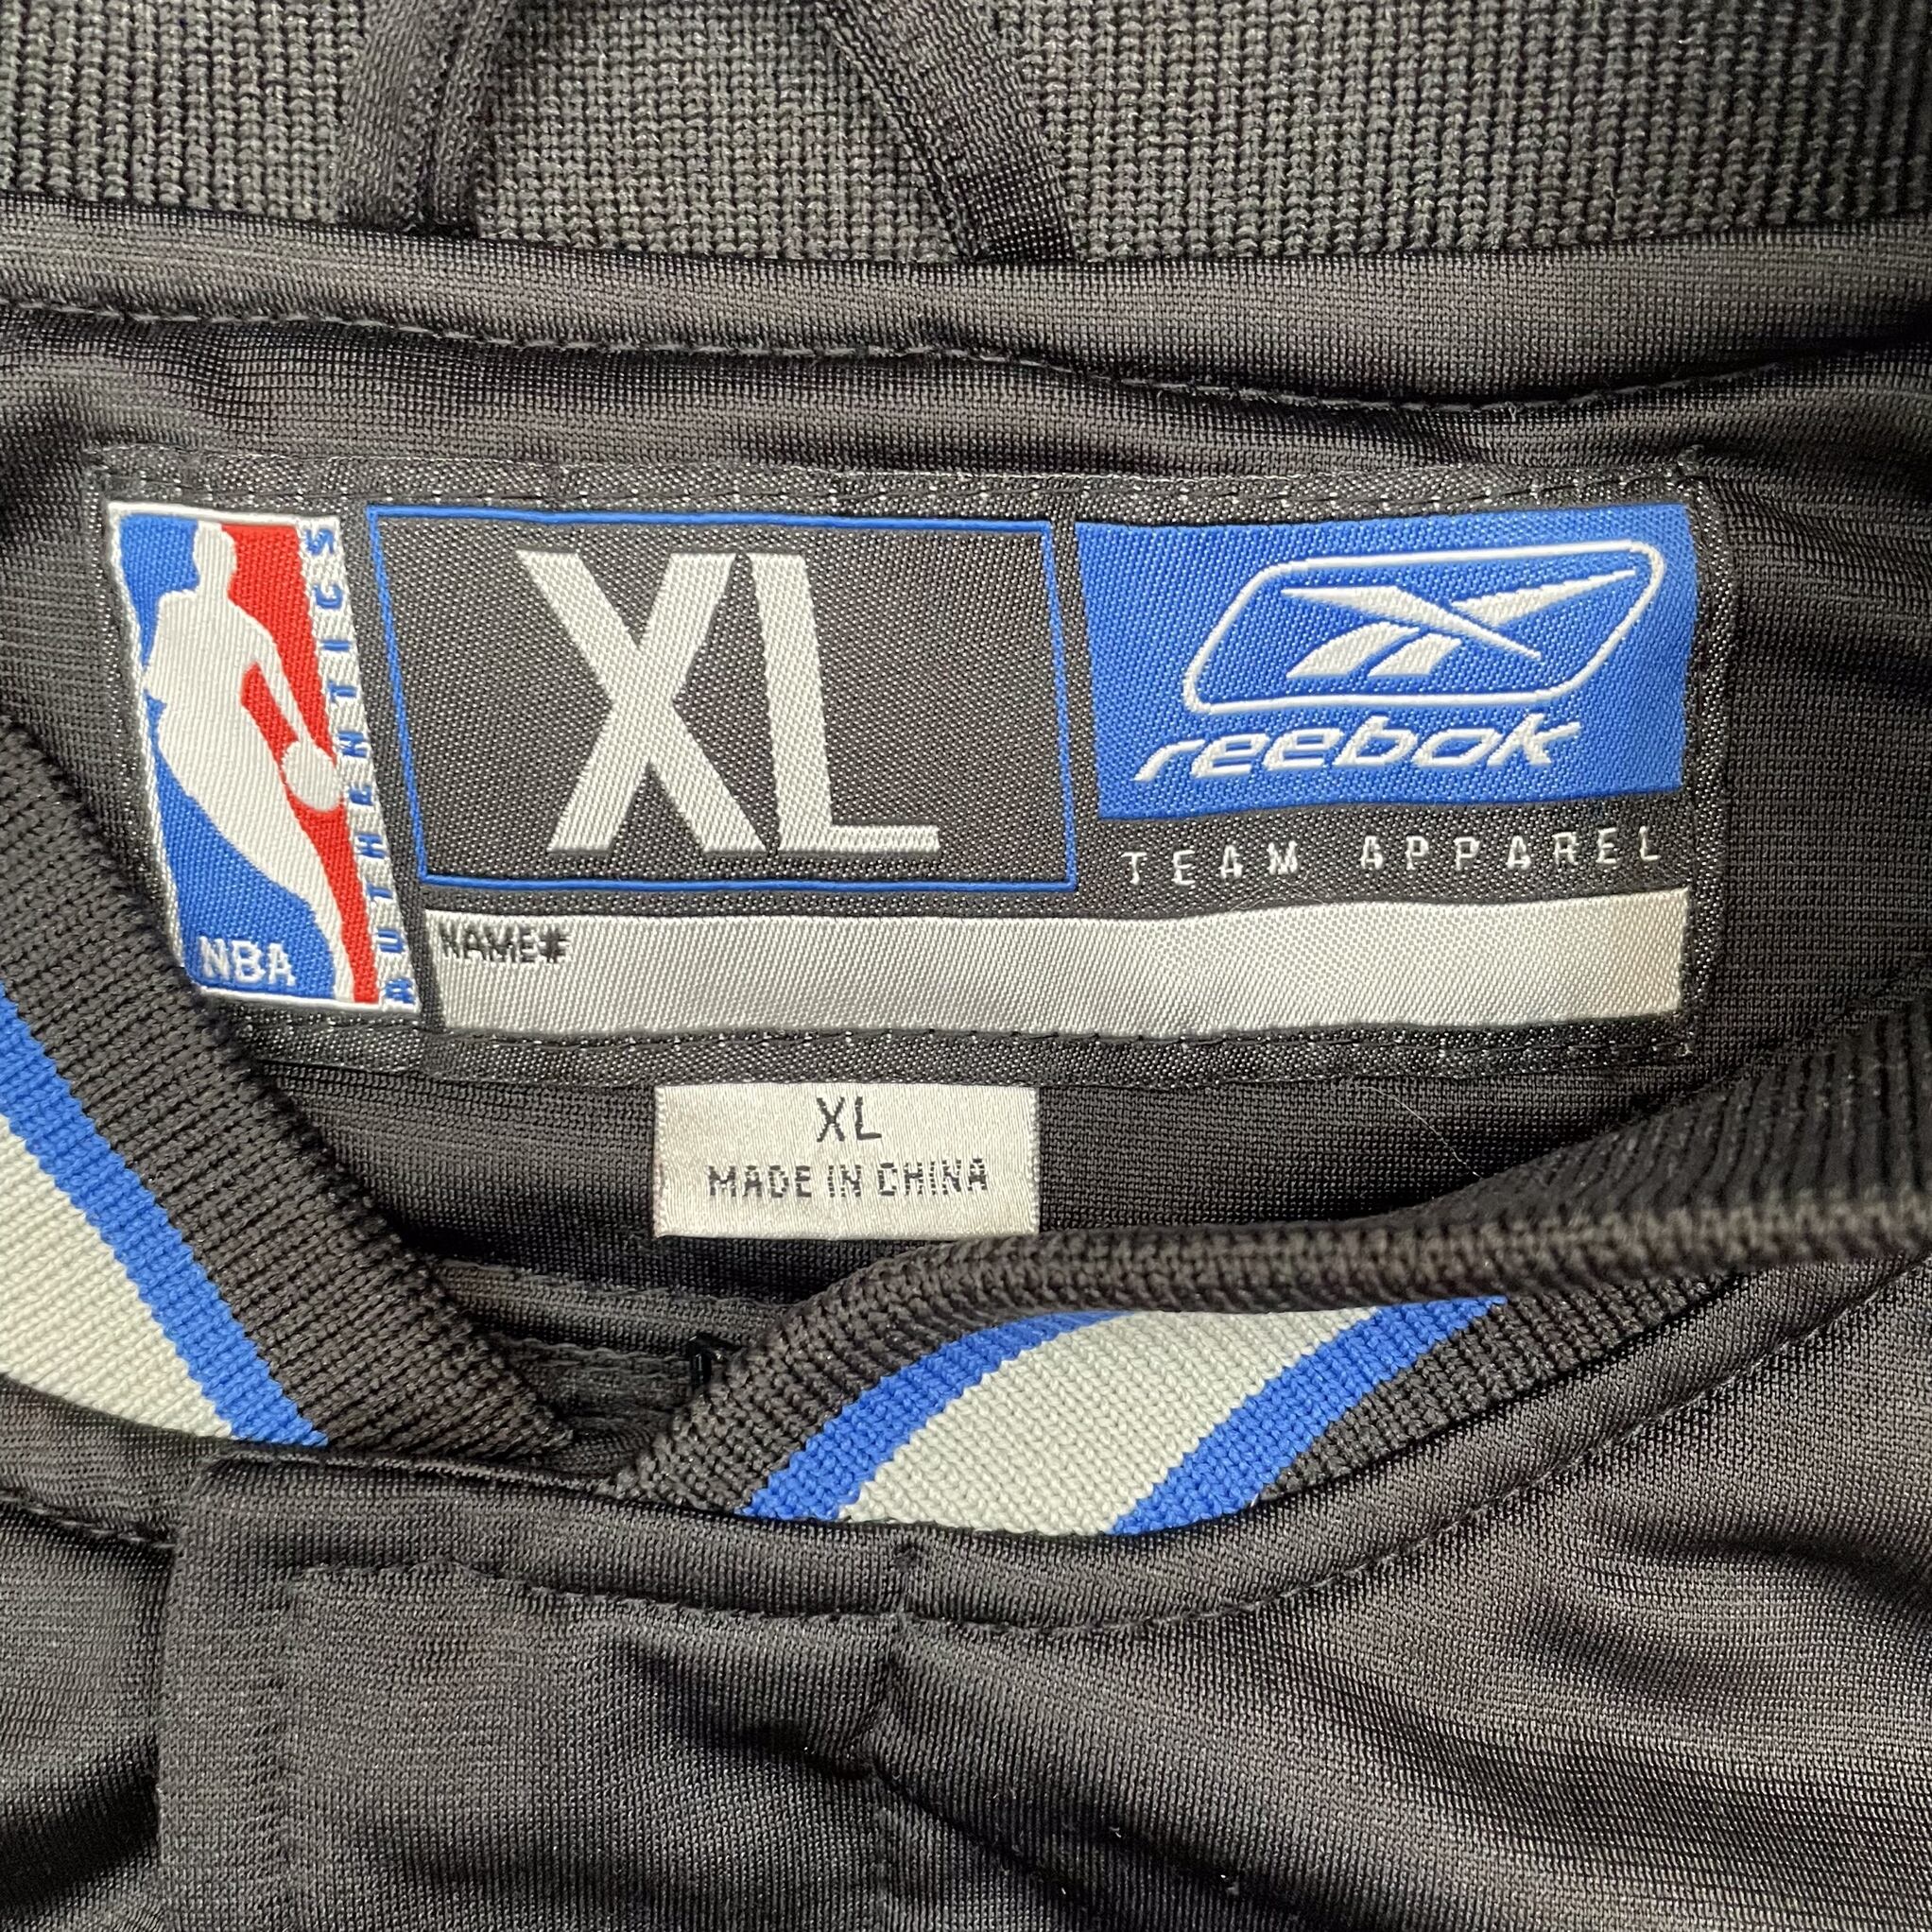 NBA
AUTHENTICS
XL
reebok
TEAM APPAREL
NAME#
XL
MADE IN CHINA